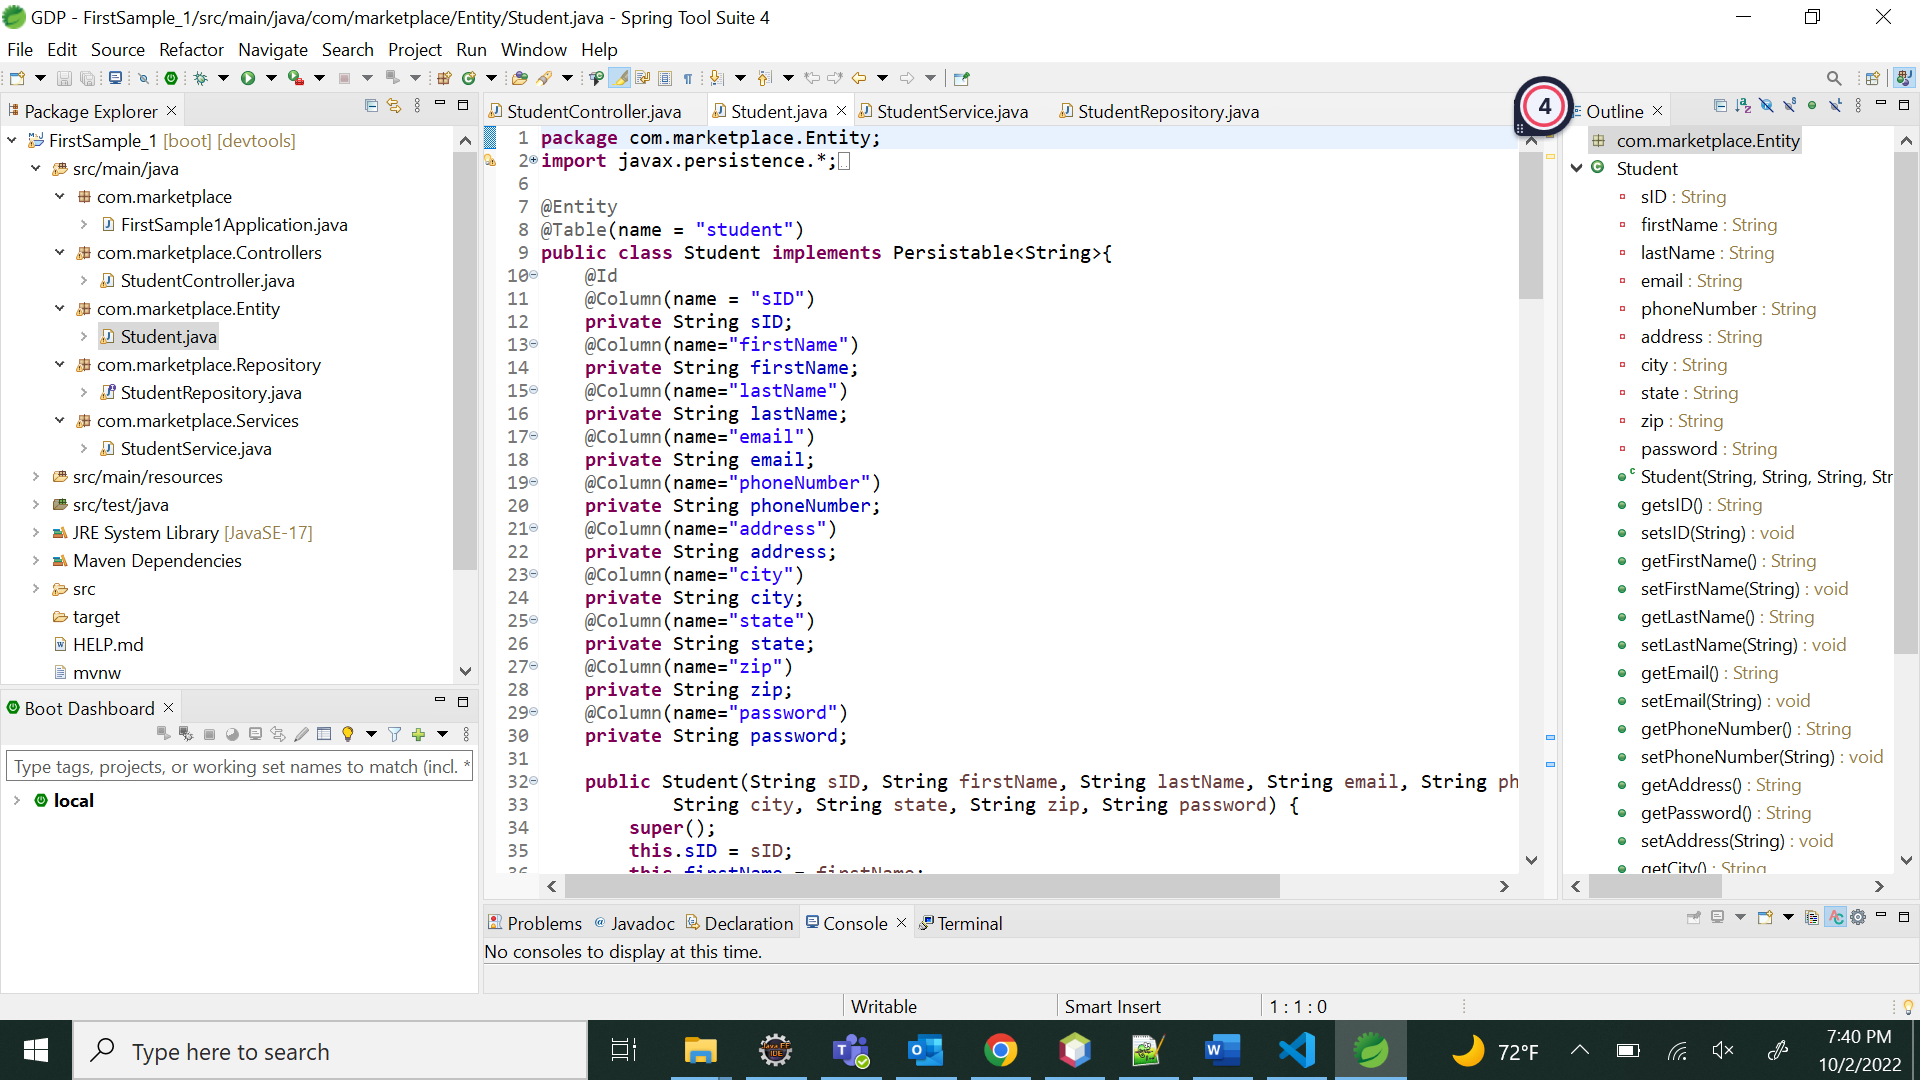 GDP - FirstSample_1/src/main/java/com/marketplace/Entity/Student.java - Spring Tool Suite 4
File Edit Source Refactor Navigate Search Project Run Window Help
Package Explorer
FirstSample_1 [boot] [devtools]
src/main/java
com.marketplace
FirstSample1Application.java
com.marketplace.Controllers
StudentController.java
com.marketplace.Entity
Student.java
com.marketplace.Repository
StudentRepository.java
com.marketplace.Services
StudentService.java
src/main/resources
src/test/java
JRE System Library [JavaSE-17]
Maven Dependencies
src
target
HELP.md
mvnw
Boot Dashboard
Type tags, projects, or working set names to match (incl. *
local
StudentController.java Student.java StudentService.java StudentRepository.java
1 package com.marketplace.Entity;
2 import javax.persistence.*;
6
7 @Entity
8 @Table(name = "student")
9 public class Student implements Persistable<String>{
10 @Id
11 @Column(name = "sID")
12 private String sID;
13 @Column(name="firstName")
14 private String firstName;
15 @Column(name="lastName")
16 private String lastName;
17 @Column(name="email")
18 private String email;
19 @Column(name="phoneNumber")
20 private String phoneNumber;
21 @Column(name="address")
22 private String address;
23 @Column(name="city")
24 private String city;
25 @Column(name="state")
26 private String state;
27 @Column(name="zip")
28 private String zip;
29 @Column(name="password")
30 private String password;
31
32 public Student(String sID, String firstName, String lastName, String email, String ph
33 String city, String state, String zip, String password) {
34 super();
35 this.sID = sID;
36 this.firstName = firstName;
4
Outline
com.marketplace.Entity
Student
sID : String
firstName : String
lastName : String
email : String
phoneNumber : String
address : String
city : String
state : String
zip : String
password : String
Student(String, String, String, Str
getsID() : String
setsID(String) : void
getFirstName() : String
setFirstName(String) : void
getLastName() : String
setLastName(String) : void
getEmail() : String
setEmail(String) : void
getPhoneNumber() : String
setPhoneNumber(String) : void
getAddress() : String
getPassword() : String
setAddress(String) : void
getCity() : String
Problems Javadoc Declaration Console Terminal
No consoles to display at this time.
Writable Smart Insert 1 : 1 : 0
Type here to search
72°F
7:40 PM
10/2/2022